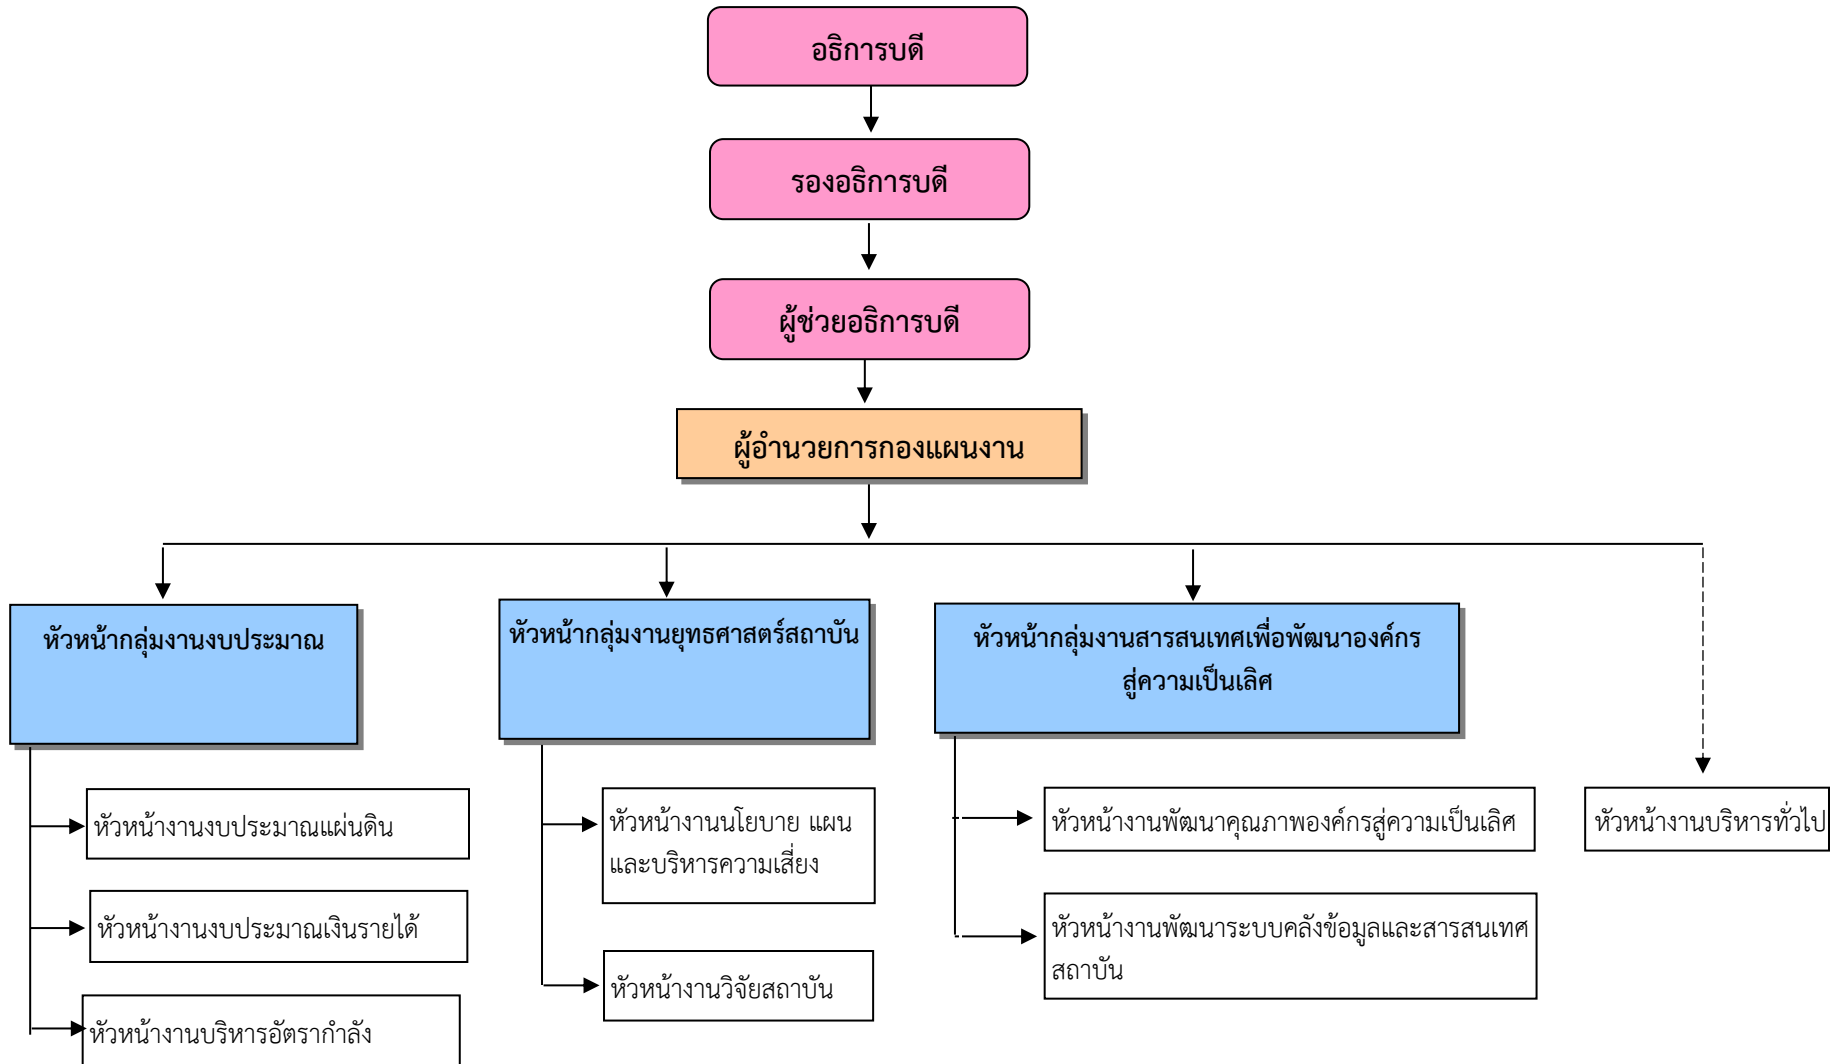 อธิการบดี
รองอธิการบดี
ผู้ช่วยอธิการบดี
ผู้อำนวยการกองแผนงาน
หัวหน้ากลุ่มงานงบประมาณ
หัวหน้ากลุ่มงานยุทธศาสตร์สถาบัน
หัวหน้ากลุ่มงานสารสนเทศเพื่อพัฒนาองค์กร
สู่ความเป็นเลิศ
หัวหน้างานงบประมาณแผ่นดิน
หัวหน้างานงบประมาณเงินรายได้
หัวหน้างานบริหารอัตรากำลัง
หัวหน้างานนโยบาย แผน
และบริหารความเสี่ยง
หัวหน้างานวิจัยสถาบัน
หัวหน้างานพัฒนาคุณภาพองค์กรสู่ความเป็นเลิศ
หัวหน้างานพัฒนาระบบคลังข้อมูลและสารสนเทศ
สถาบัน
หัวหน้างานบริหารทั่วไป